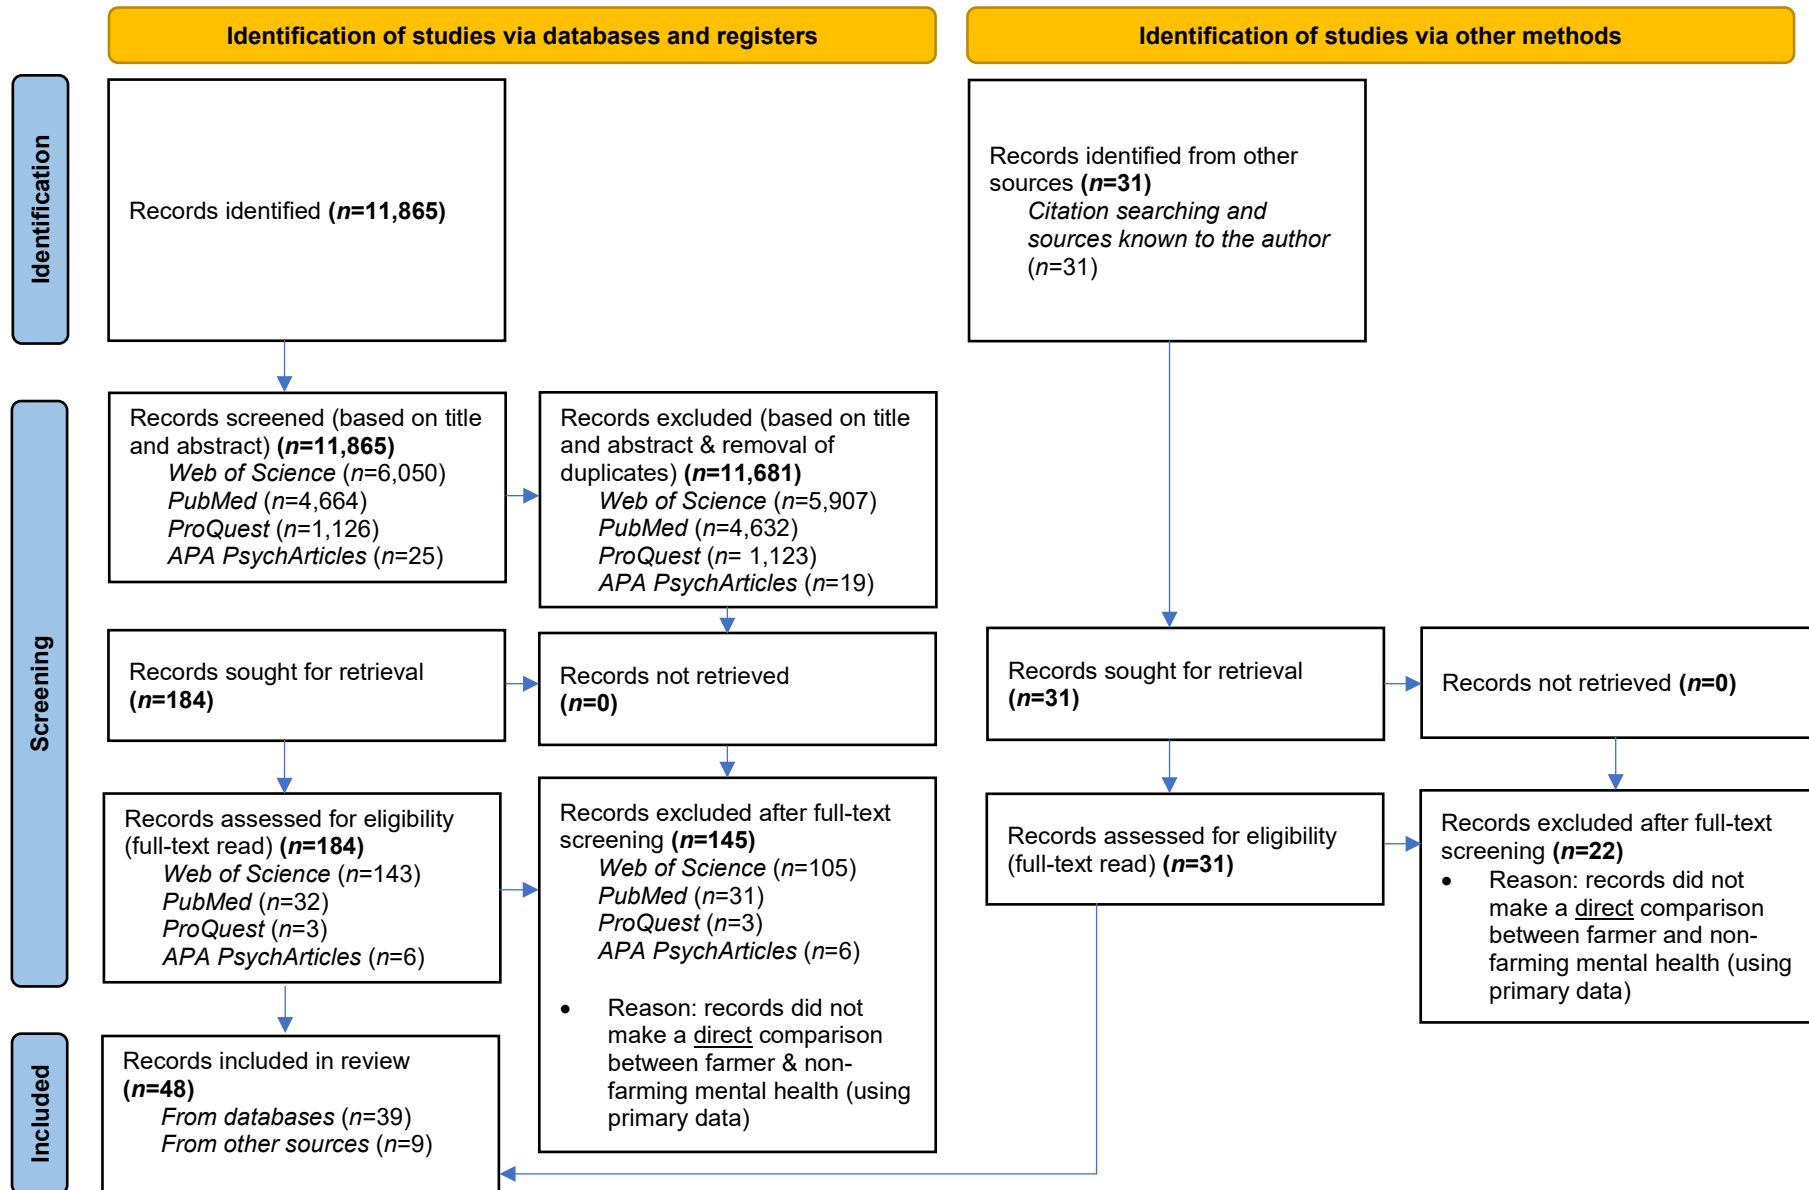 Identification of studies via databases and registers
Identification of studies via other methods
Identification
Records identified (n=11,865)
Records identified from other
sources (n=31)
Citation searching and
sources known to the author
(n=31)
Screening
Records screened (based on title
and abstract) (n=11,865)
Web of Science (n=6,050)
PubMed (n=4,664)
ProQuest (n=1,126)
APA PsychArticles (n=25)
Records excluded (based on title
and abstract & removal of
duplicates) (n=11,681)
Web of Science (n=5,907)
PubMed (n=4,632)
ProQuest (n= 1,123)
APA PsychArticles (n=19)
Records sought for retrieval
(n=184)
Records not retrieved
(n=0)
Records sought for retrieval
(n=31)
Records not retrieved (n=0)
Records assessed for eligibility
(full-text read) (n=184)
Web of Science (n=143)
PubMed (n=32)
ProQuest (n=3)
APA PsychArticles (n=6)
Records excluded after full-text
screening (n=145)
Web of Science (n=105)
PubMed (n=31)
ProQuest (n=3)
APA PsychArticles (n=6)
• Reason: records did not
make a direct comparison
between farmer & non-
farming mental health (using
primary data)
Records assessed for eligibility
(full-text read) (n=31)
Records excluded after full-text
screening (n=22)
• Reason: records did not
make a direct comparison
between farmer and non-
farming mental health (using
primary data)
Included
Records included in review
(n=48)
From databases (n=39)
From other sources (n=9)